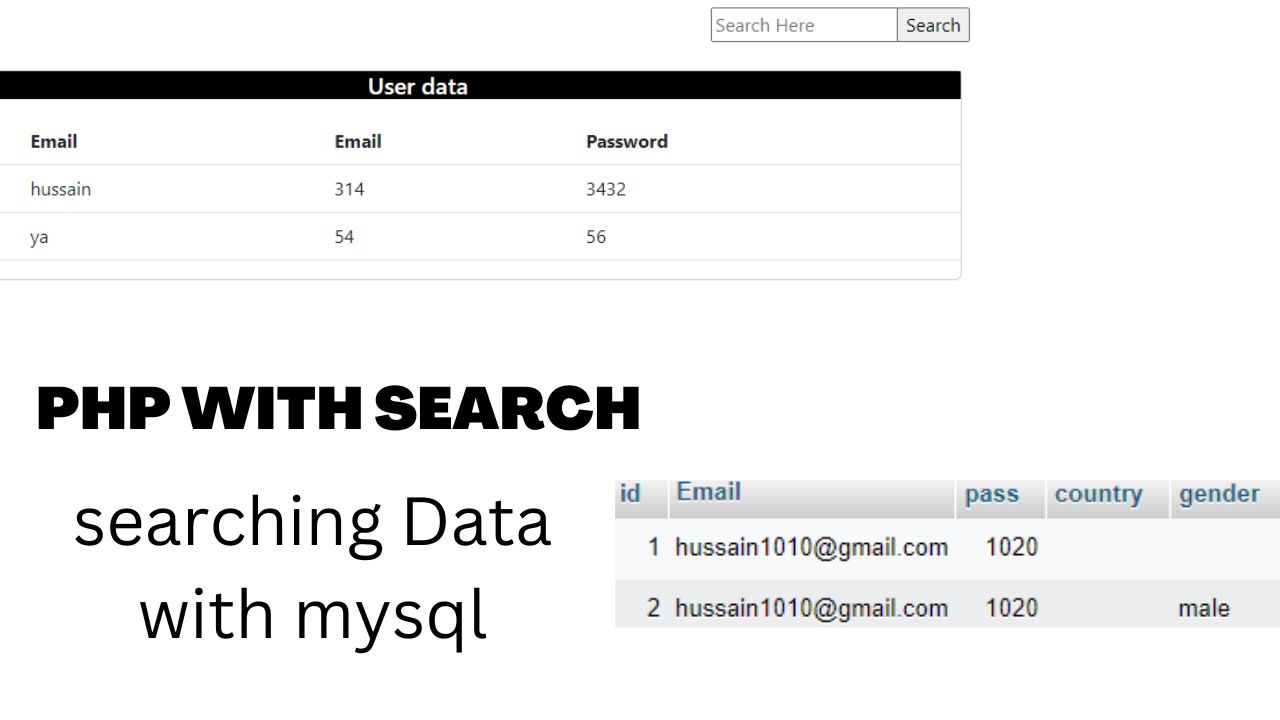 Search Here Search
User data
Email Email Password
hussain 314 3432
ya 54 56
PHP WITH SEARCH
searching Data
with mysql
id Email pass country gender
1 hussain1010@gmail.com 1020
2 hussain1010@gmail.com 1020 male